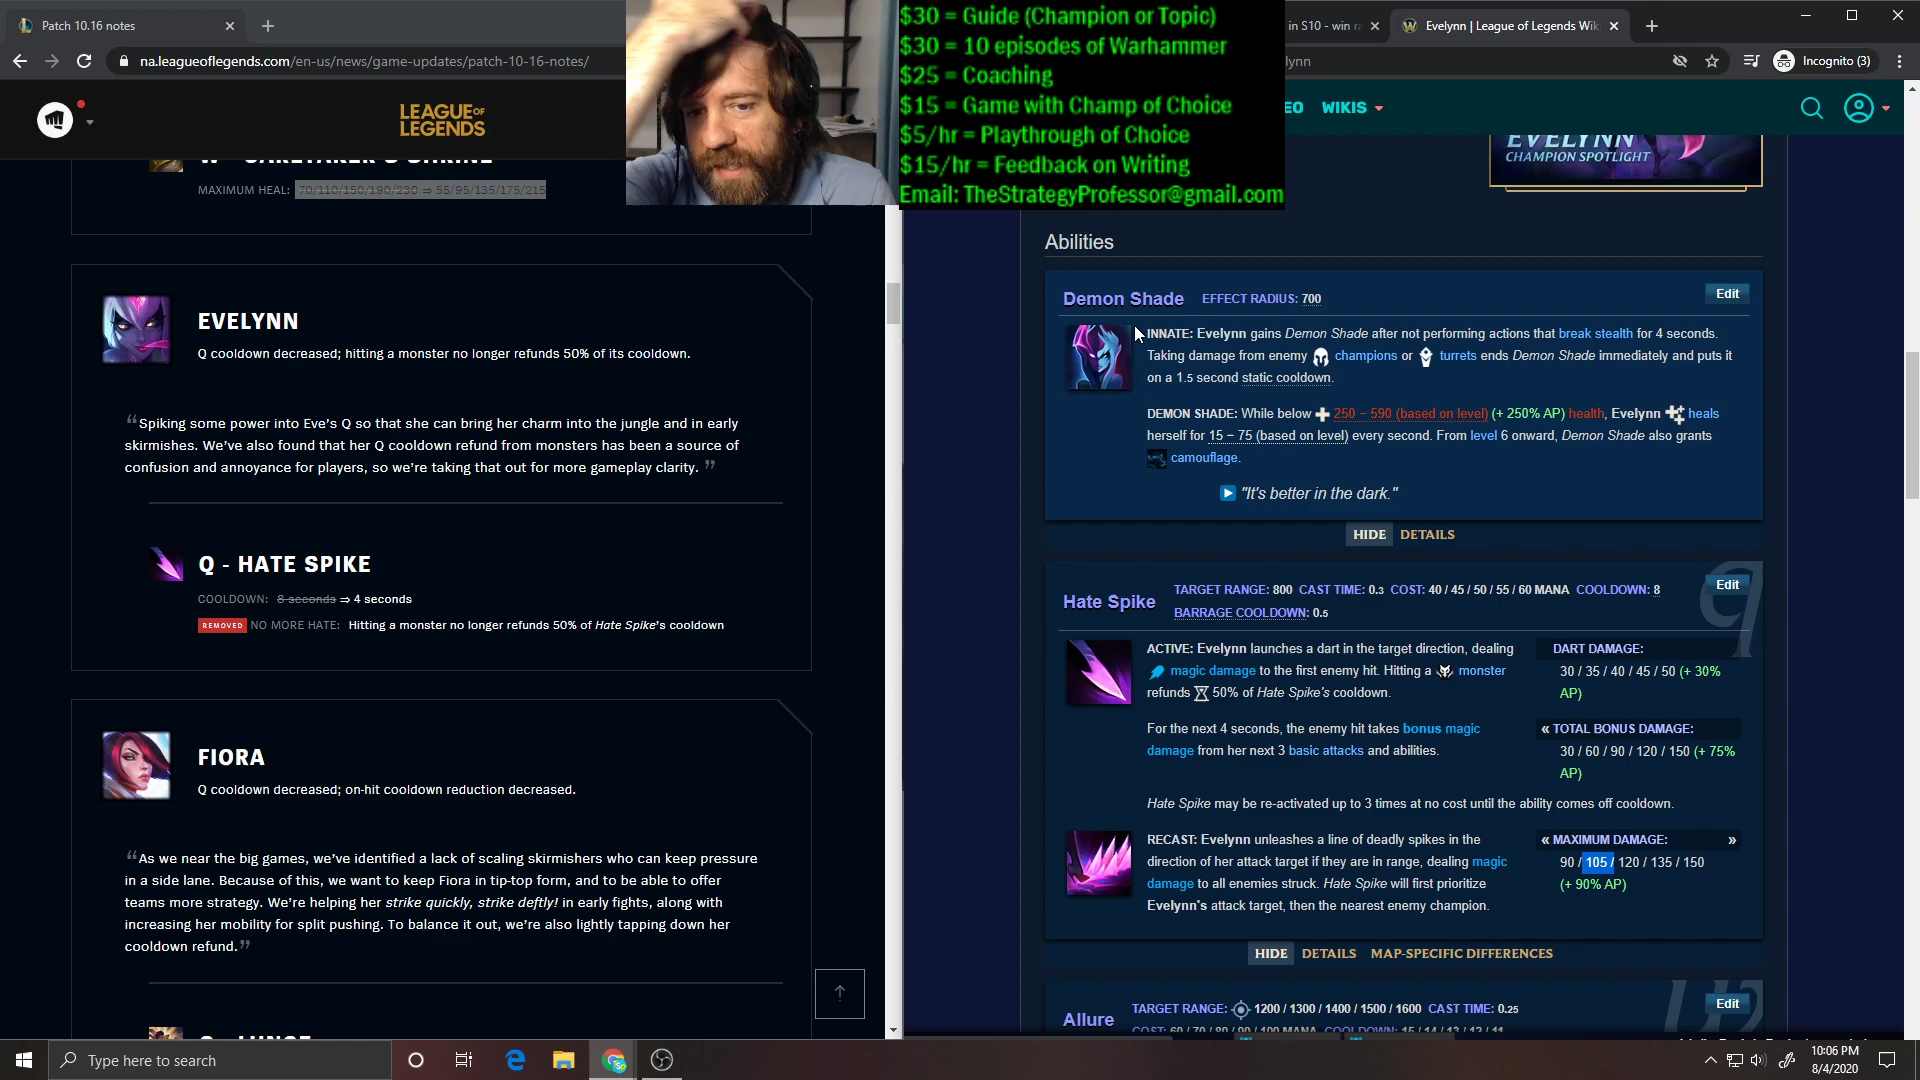 Patch 10.16 notes
na.leagueoflegends.com/en-us/news/game-updates/patch-10-16-notes/
LEAGUE OF
LEGENDS
MAXIMUM HEAL: 70/110/150/190/230 ⇒ 55/95/135/175/215
EVELYNN
Q cooldown decreased; hitting a monster no longer refunds 50% of its cooldown.
“Spiking some power into Eve's Q so that she can bring her charm into the jungle and in early
skirmishes. We've also found that her Q cooldown refund from monsters has been a source of
confusion and annoyance for players, so we're taking that out for more gameplay clarity. ”
Q - HATE SPIKE
COOLDOWN: 8 seconds ⇒ 4 seconds
REMOVED NO MORE HATE: Hitting a monster no longer refunds 50% of Hate Spike's cooldown
FIORA
Q cooldown decreased; on-hit cooldown reduction decreased.
“As we near the big games, we've identified a lack of scaling skirmishers who can keep pressure
in a side lane. Because of this, we want to keep Fiora in tip-top form, and to be able to offer
teams more strategy. We're helping her strike quickly, strike deftly! in early fights, along with
increasing her mobility for split pushing. To balance it out, we're also lightly tapping down her
cooldown refund.”
$30 = Guide (Champion or Topic)
$30 = 10 episodes of Warhammer
$25 = Coaching
$15 = Game with Champ of Choice
$5/hr = Playthrough of Choice
$15/hr = Feedback on Writing
Email: TheStrategyProfessor@gmail.com
in S10 - win ra
Evelynn | League of Legends Wik
lynn
Incognito (3)
EO WIKIS
EVELYNN
CHAMPION SPOTLIGHT
Abilities
Demon Shade EFFECT RADIUS: 700
Edit
INNATE: Evelynn gains Demon Shade after not performing actions that break stealth for 4 seconds.
Taking damage from enemy champions or turrets ends Demon Shade immediately and puts it
on a 1.5 second static cooldown.
DEMON SHADE: While below 250 − 590 (based on level) (+ 250% AP) health, Evelynn heals
herself for 15 − 75 (based on level) every second. From level 6 onward, Demon Shade also grants
camouflage.
"It's better in the dark."
HIDE DETAILS
Hate Spike TARGET RANGE: 800 CAST TIME: 0.3 COST: 40 / 45 / 50 / 55 / 60 MANA COOLDOWN: 8
BARRAGE COOLDOWN: 0.5
Edit
ACTIVE: Evelynn launches a dart in the target direction, dealing
magic damage to the first enemy hit. Hitting a monster
refunds 50% of Hate Spike's cooldown.
For the next 4 seconds, the enemy hit takes bonus magic
damage from her next 3 basic attacks and abilities.
DART DAMAGE:
30 / 35 / 40 / 45 / 50 (+ 30%
AP)
« TOTAL BONUS DAMAGE:
30 / 60 / 90 / 120 / 150 (+ 75%
AP)
Hate Spike may be re-activated up to 3 times at no cost until the ability comes off cooldown.
RECAST: Evelynn unleashes a line of deadly spikes in the
direction of her attack target if they are in range, dealing magic
damage to all enemies struck. Hate Spike will first prioritize
Evelynn's attack target, then the nearest enemy champion.
« MAXIMUM DAMAGE: »
90 / 105 / 120 / 135 / 150
(+ 90% AP)
HIDE DETAILS MAP-SPECIFIC DIFFERENCES
Allure TARGET RANGE: 1200 / 1300 / 1400 / 1500 / 1600 CAST TIME: 0.25
Edit
Type here to search
10:06 PM
8/4/2020